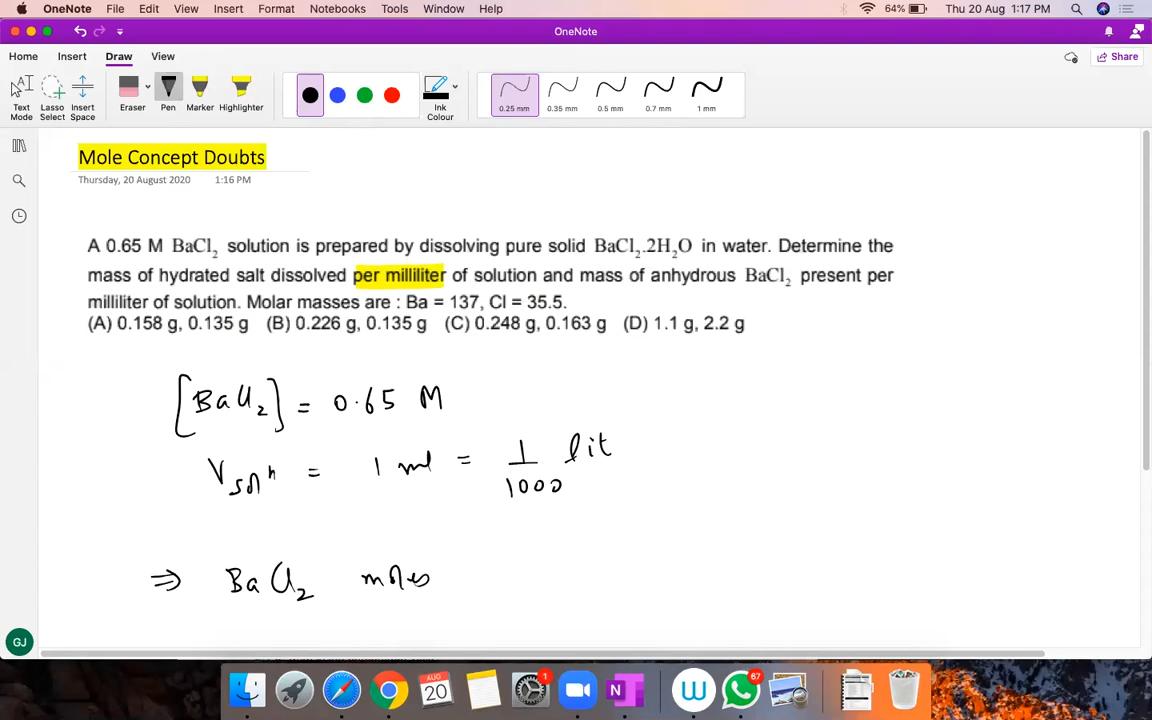 OneNote File Edit View Insert Format Notebooks Tools Window Help 64% Thu 20 Aug 1:17 PM
OneNote
Home Insert Draw View Share
Text Mode Lasso Select Insert Space Eraser Pen Marker Highlighter Ink Colour 0.25 mm 0.35 mm 0.5 mm 0.7 mm 1 mm
Mole Concept Doubts
Thursday, 20 August 2020 1:16 PM
A 0.65 M BaCl₂ solution is prepared by dissolving pure solid BaCl₂.2H₂O in water. Determine the
mass of hydrated salt dissolved per milliliter of solution and mass of anhydrous BaCl₂ present per
milliliter of solution. Molar masses are : Ba = 137, Cl = 35.5.
(A) 0.158 g, 0.135 g (B) 0.226 g, 0.135 g (C) 0.248 g, 0.163 g (D) 1.1 g, 2.2 g
[BaCl₂] = 0.65 M
V solⁿ = 1 ml = 1/1000 lit
⇒ BaCl₂ moles
GJ
AUG 20 1 N W 67